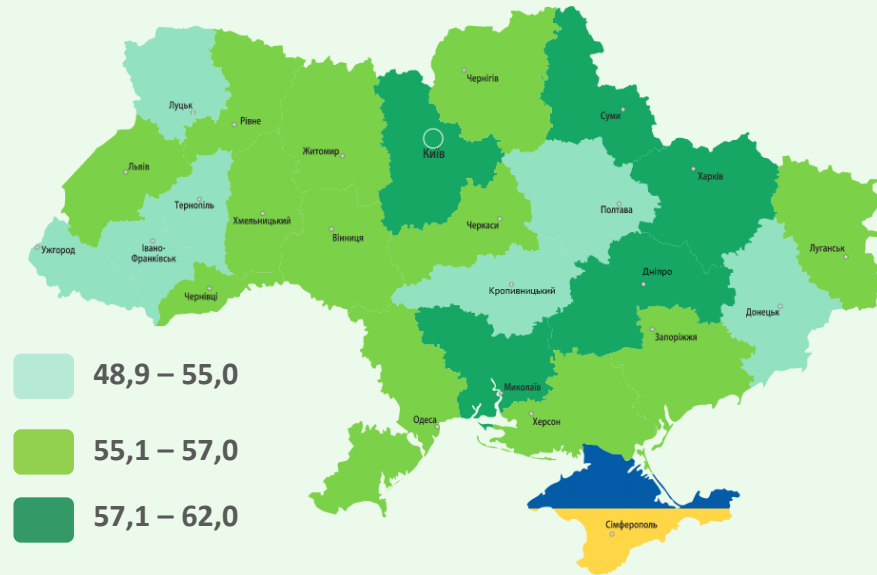 Чернігів
Луцьк
Рівне
Суми
Київ
Житомир
Львів
Харків
Тернопіль
Хмельницький
Полтава
Черкаси
Вінниця
Ужгород
Івано-
Франківськ
Луганськ
Дніпро
Кропивницький
Чернівці
Донецьк
Запоріжжя
48,9 – 55,0
Миколаїв
Одеса
Херсон
55,1 – 57,0
57,1 – 62,0
Сімферополь